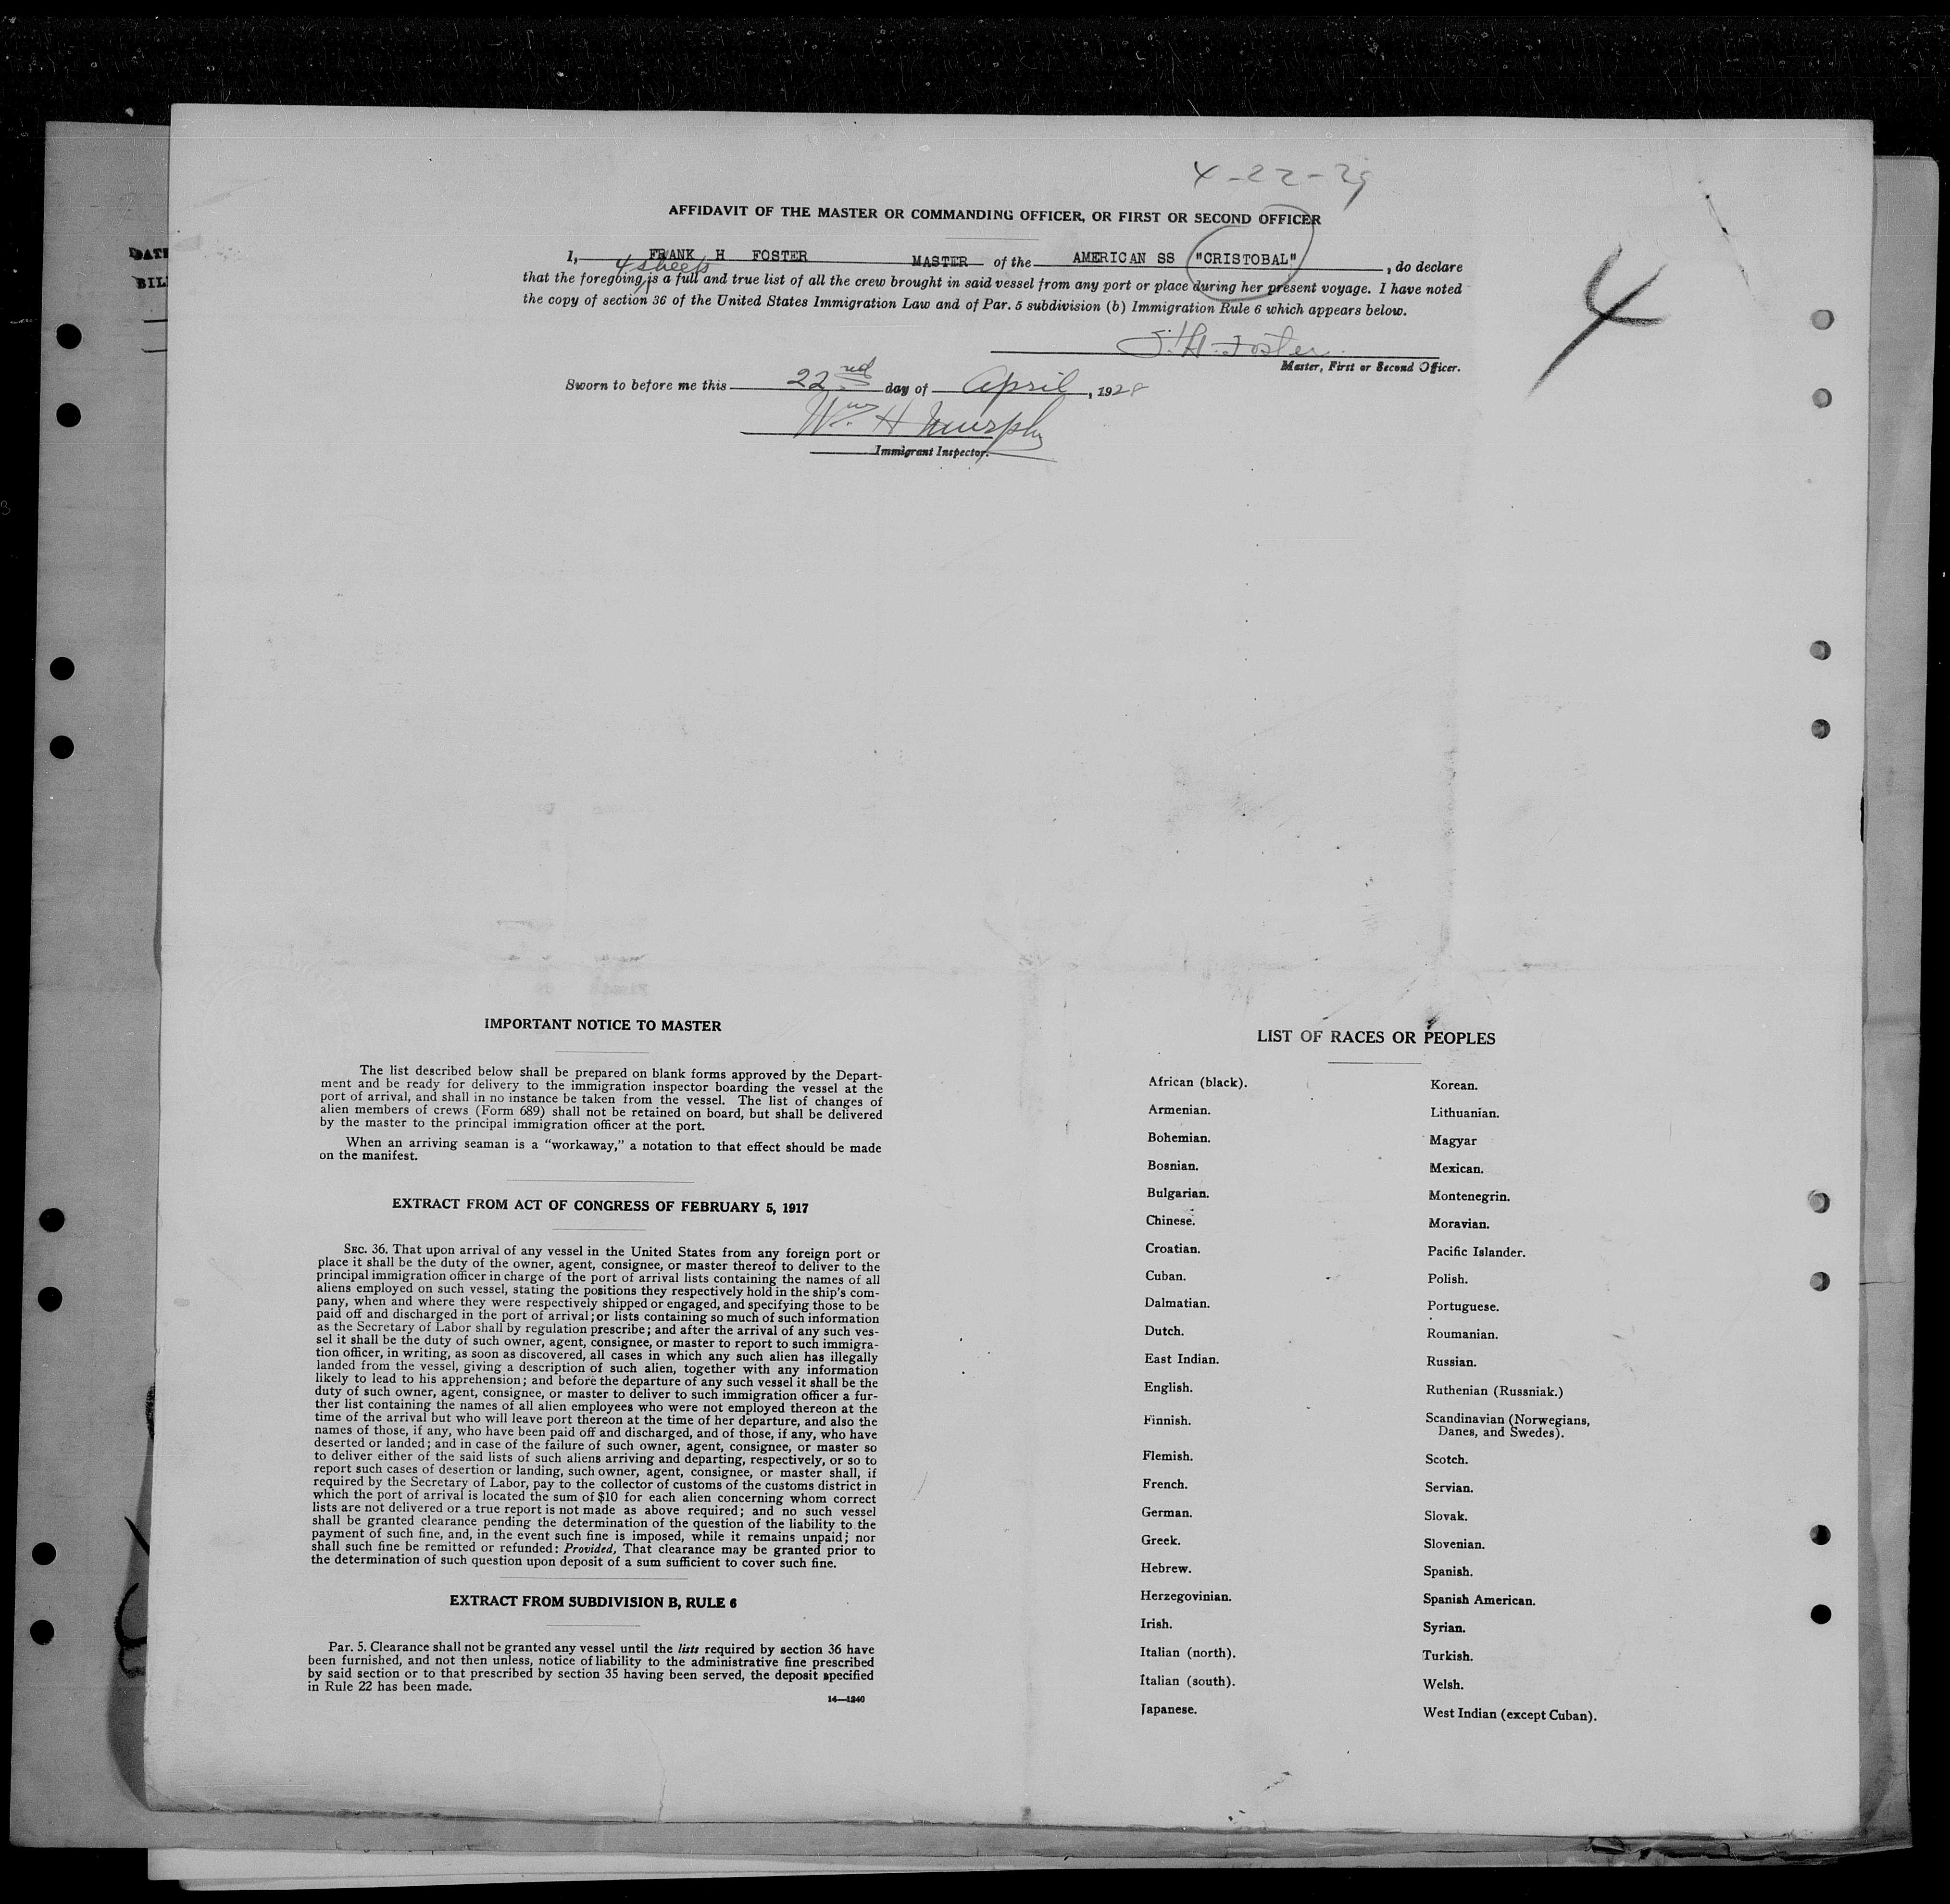 4-22-29
AFFIDAVIT OF THE MASTER OR COMMANDING OFFICER, OR FIRST OR SECOND OFFICER
I, FRANK H FOSTER MASTER of the AMERICAN SS "CRISTOBAL", do declare
4 sheets
that the foregoing is a full and true list of all the crew brought in said vessel from any port or place during her present voyage. I have noted
the copy of section 36 of the United States Immigration Law and of Par. 5 subdivision (b) Immigration Rule 6 which appears below.
4
F. H. Foster
Master, First or Second Officer.
Sworn to before me this 22nd day of April, 192
Wm. H Murphy
Immigrant Inspector.
DATE
BIL
IMPORTANT NOTICE TO MASTER
The list described below shall be prepared on blank forms approved by the Depart-
ment and be ready for delivery to the immigration inspector boarding the vessel at the
port of arrival, and shall in no instance be taken from the vessel. The list of changes of
alien members of crews (Form 689) shall not be retained on board, but shall be delivered
by the master to the principal immigration officer at the port.
When an arriving seaman is a "workaway," a notation to that effect should be made
on the manifest.
EXTRACT FROM ACT OF CONGRESS OF FEBRUARY 5, 1917
SEC. 36. That upon arrival of any vessel in the United States from any foreign port or
place it shall be the duty of the owner, agent, consignee, or master thereof to deliver to the
principal immigration officer in charge of the port of arrival lists containing the names of all
aliens employed on such vessel, stating the positions they respectively hold in the ship's com-
pany, when and where they were respectively shipped or engaged, and specifying those to be
paid off and discharged in the port of arrival; or lists containing so much of such information
as the Secretary of Labor shall by regulation prescribe; and after the arrival of any such ves-
sel it shall be the duty of such owner, agent, consignee, or master to report to such immigra-
tion officer, in writing, as soon as discovered, all cases in which any such alien has illegally
landed from the vessel, giving a description of such alien, together with any information
likely to lead to his apprehension; and before the departure of any such vessel it shall be the
duty of such owner, agent, consignee, or master to deliver to such immigration officer a fur-
ther list containing the names of all alien employees who were not employed thereon at the
time of the arrival but who will leave port thereon at the time of her departure, and also the
names of those, if any, who have been paid off and discharged, and of those, if any, who have
deserted or landed; and in case of the failure of such owner, agent, consignee, or master so
to deliver either of the said lists of such aliens arriving and departing, respectively, or so to
report such cases of desertion or landing, such owner, agent, consignee, or master shall, if
required by the Secretary of Labor, pay to the collector of customs of the customs district in
which the port of arrival is located the sum of $10 for each alien concerning whom correct
lists are not delivered or a true report is not made as above required; and no such vessel
shall be granted clearance pending the determination of the question of the liability to the
payment of such fine, and, in the event such fine is imposed, while it remains unpaid; nor
shall such fine be remitted or refunded: Provided, That clearance may be granted prior to
the determination of such question upon deposit of a sum sufficient to cover such fine.
EXTRACT FROM SUBDIVISION B, RULE 6
Par. 5. Clearance shall not be granted any vessel until the lists required by section 36 have
been furnished, and not then unless, notice of liability to the administrative fine prescribed
by said section or to that prescribed by section 35 having been served, the deposit specified
in Rule 22 has been made.
14—1240
LIST OF RACES OR PEOPLES
African (black).
Armenian.
Bohemian.
Bosnian.
Bulgarian.
Chinese.
Croatian.
Cuban.
Dalmatian.
Dutch.
East Indian.
English.
Finnish.
Flemish.
French.
German.
Greek.
Hebrew.
Herzegovinian.
Irish.
Italian (north).
Italian (south).
Japanese.
Korean.
Lithuanian.
Magyar
Mexican.
Montenegrin.
Moravian.
Pacific Islander.
Polish.
Portuguese.
Roumanian.
Russian.
Ruthenian (Russniak.)
Scandinavian (Norwegians,
Danes, and Swedes).
Scotch.
Servian.
Slovak.
Slovenian.
Spanish.
Spanish American.
Syrian.
Turkish.
Welsh.
West Indian (except Cuban).